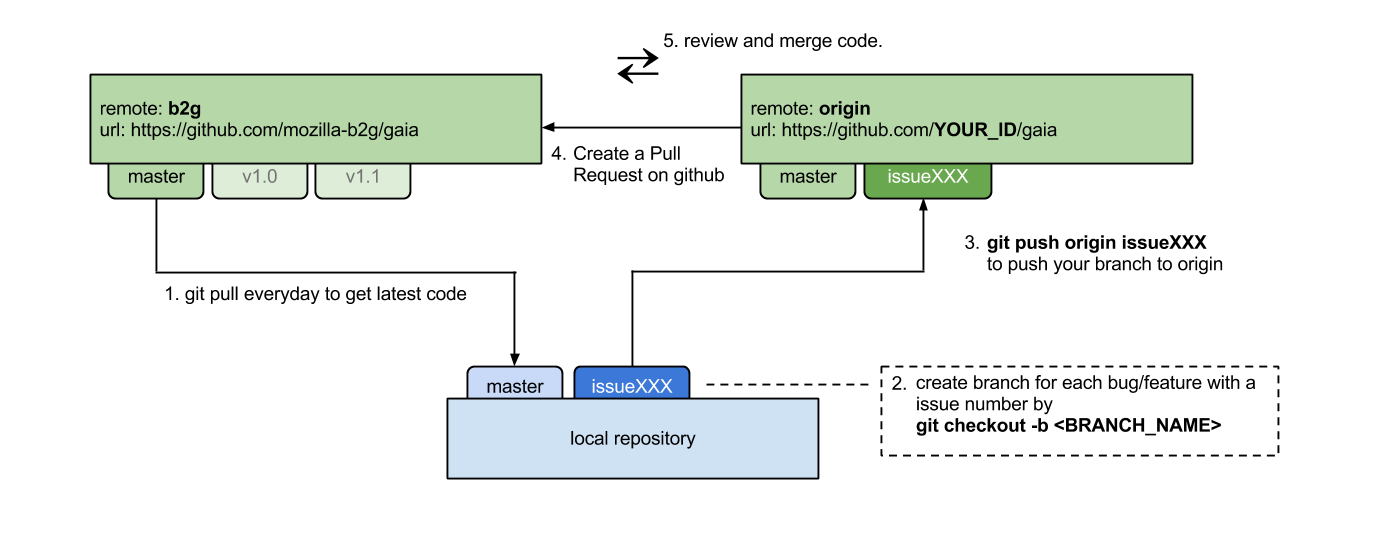 5. review and merge code.
remote: b2g
url: https://github.com/mozilla-b2g/gaia
master
v1.0
v1.1
remote: origin
url: https://github.com/YOUR_ID/gaia
master
issueXXX
4. Create a Pull
Request on github
3. git push origin issueXXX
to push your branch to origin
1. git pull everyday to get latest code
master
issueXXX
local repository
2. create branch for each bug/feature with a
issue number by
git checkout -b <BRANCH_NAME>